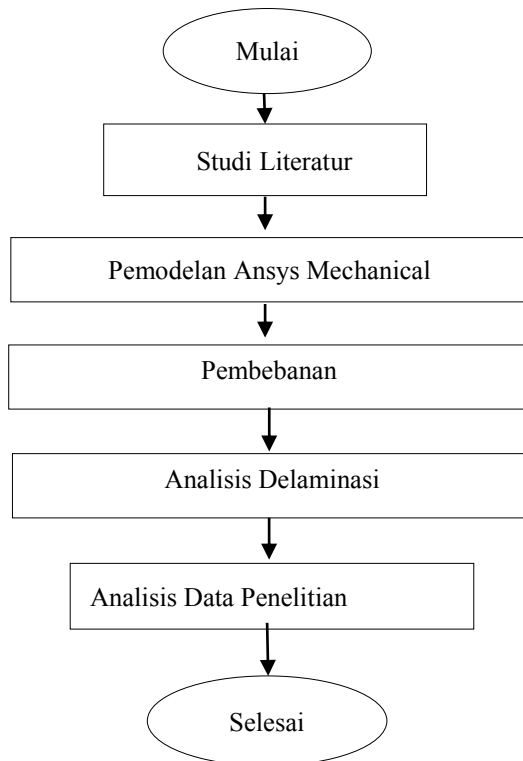 Mulai
Studi Literatur
Pemodelan Ansys Mechanical
Pembebanan
Analisis Delaminasi
Analisis Data Penelitian
Selesai